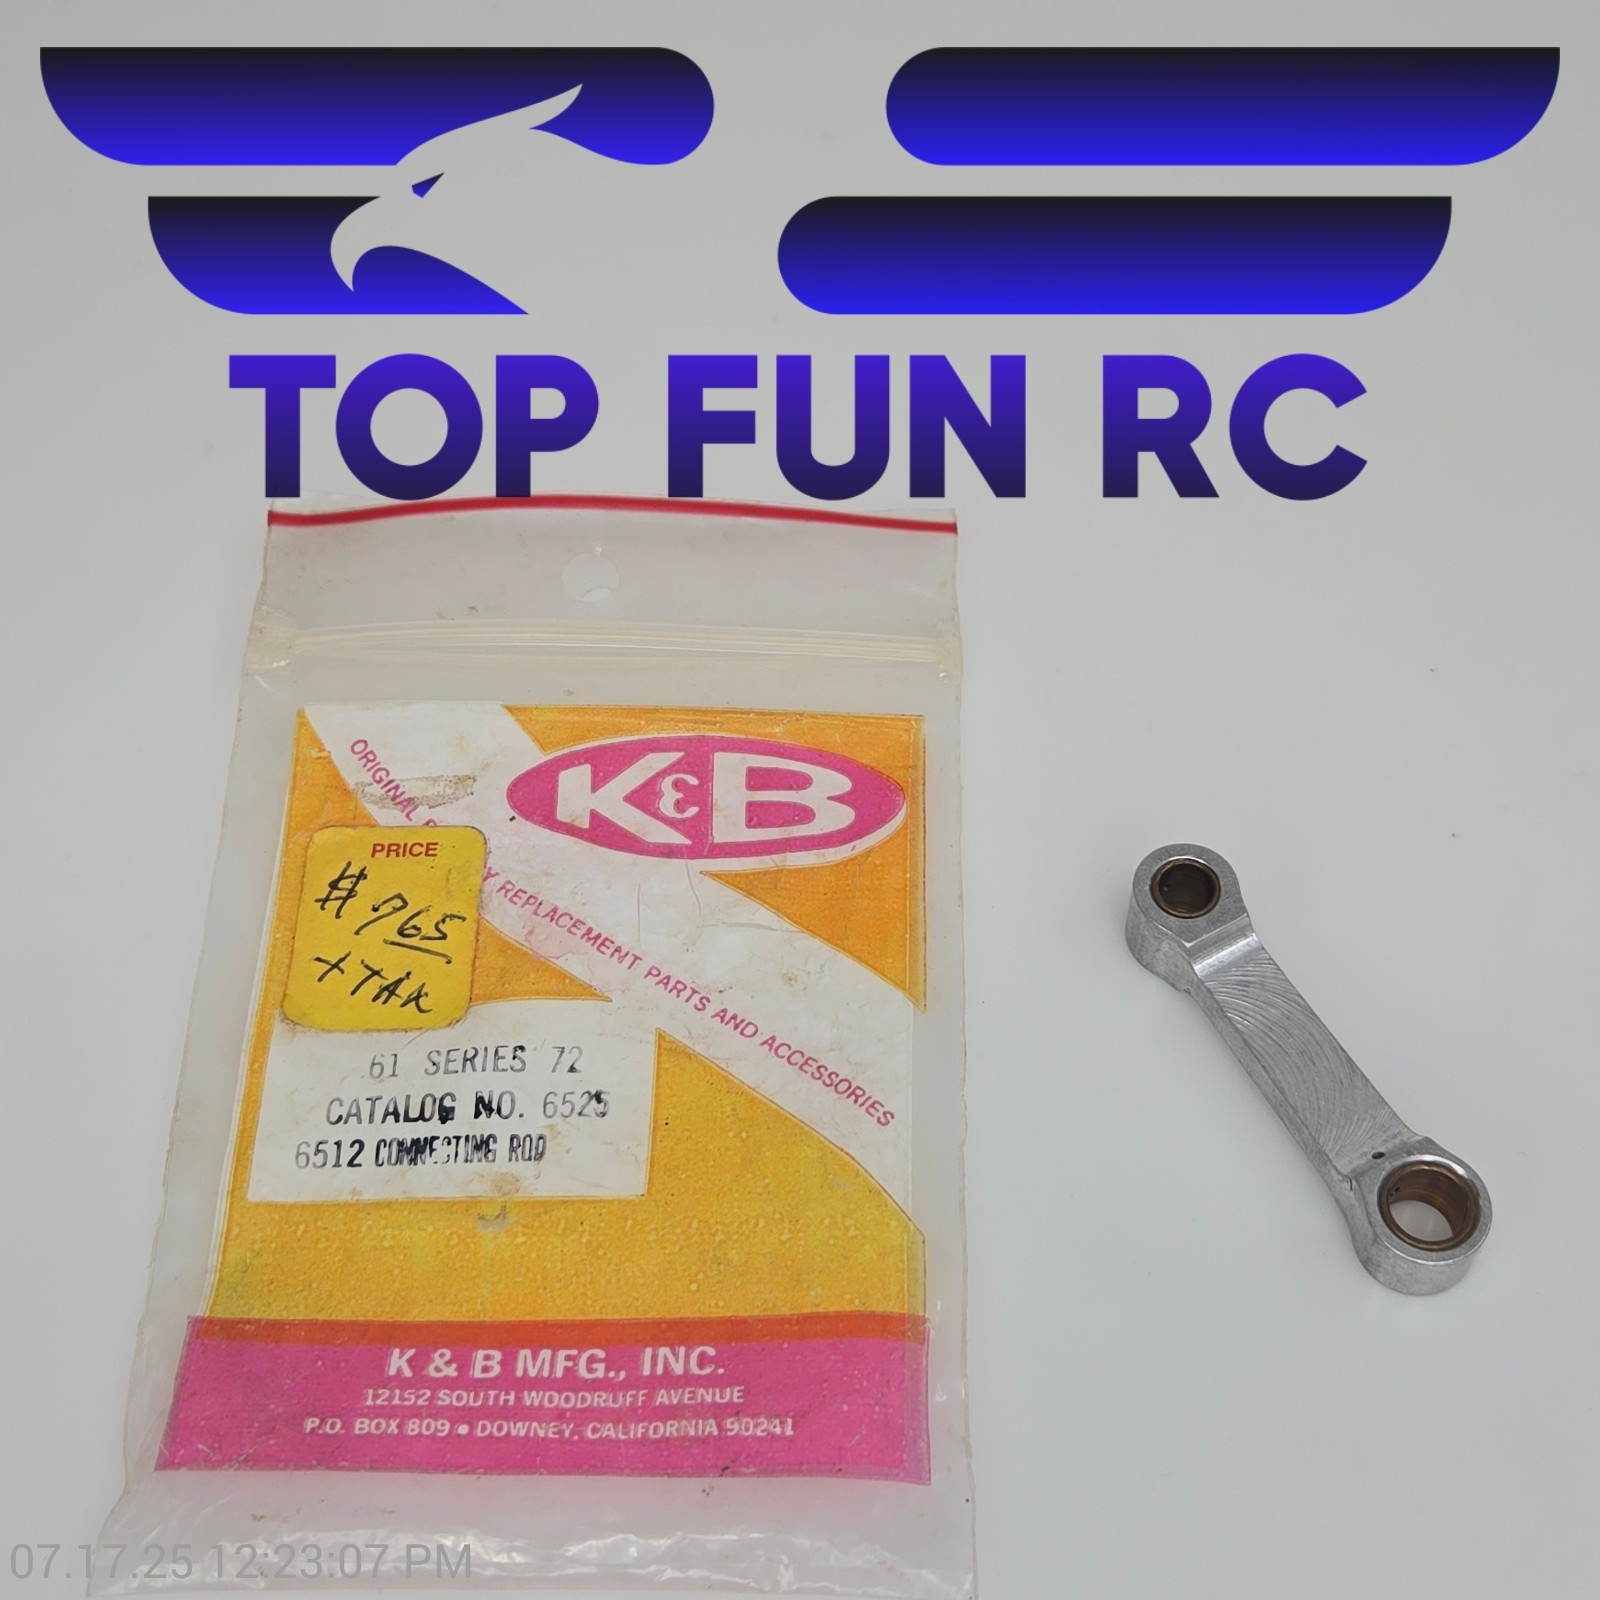 TOP FUN RC
K&B
ORIGINAL
REPLACEMENT PARTS AND ACCESSORIES
PRICE
# 765
+ TAX
.61 SERIES 72
CATALOG NO. 6525
6512 CONNECTING ROD
K & B MFG., INC.
12152 SOUTH WOODRUFF AVENUE
P.O. BOX 809 • DOWNEY, CALIFORNIA 90241
07.17.25 12:23:07 PM